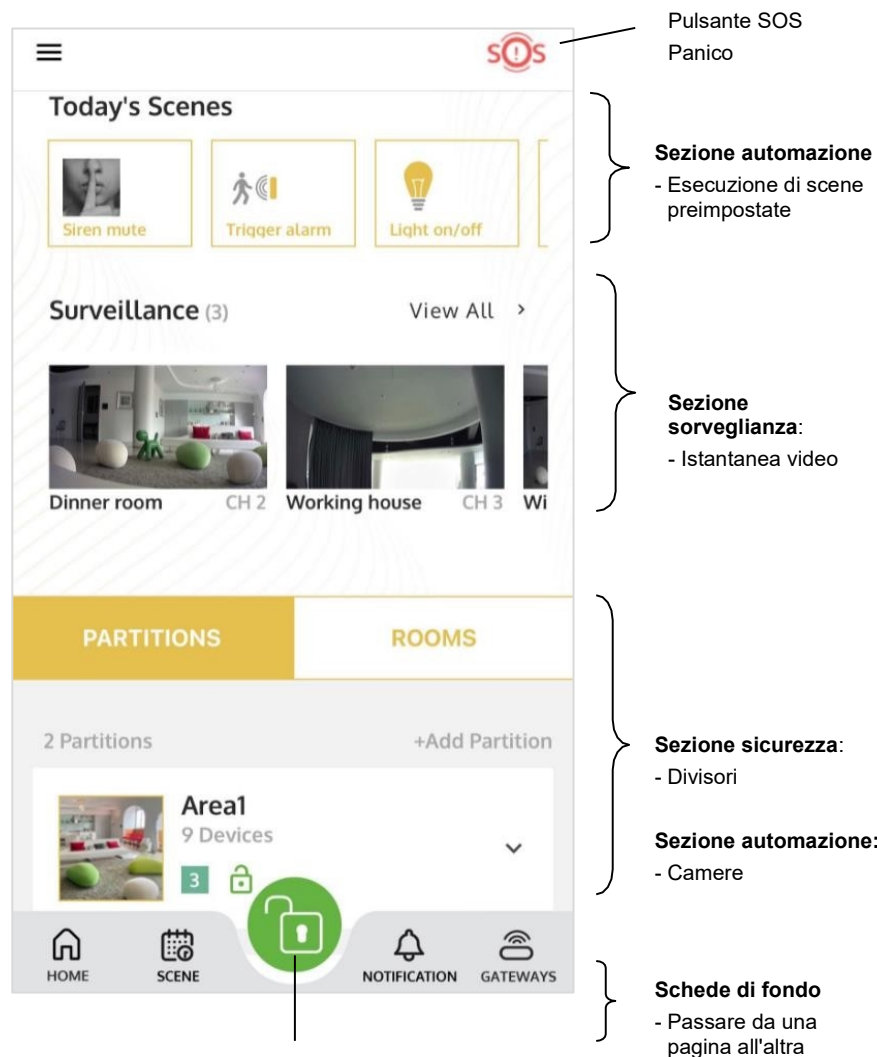 SOS
Pulsante SOS
Panico
Today's Scenes
Siren mute
Trigger alarm
Light on/off
Sezione automazione
- Esecuzione di scene
preimpostate
Surveillance (3)
View All >
Dinner room CH 2
Working house CH 3
Wi
Sezione
sorveglianza:
- Istantanea video
PARTITIONS
ROOMS
2 Partitions
+Add Partition
Area1
9 Devices
3
Sezione sicurezza:
- Divisori
Sezione automazione:
- Camere
HOME
SCENE
NOTIFICATION
GATEWAYS
Schede di fondo
- Passare da una
pagina all'altra